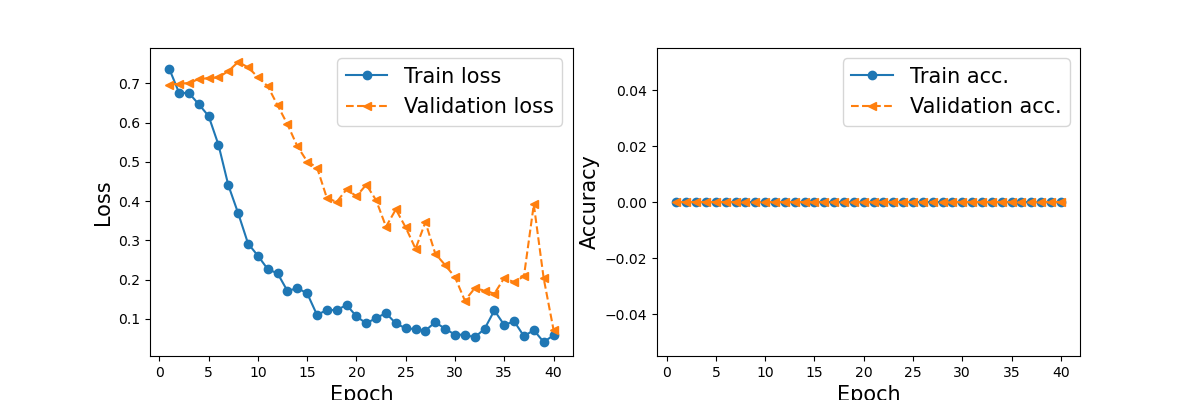 Loss
0.7
0.6
0.5
0.4
0.3
0.2
0.1
Train loss
Validation loss
0 5 10 15 20 25 30 35 40
Epoch
Accuracy
0.04
0.02
0.00
−0.02
−0.04
Train acc.
Validation acc.
0 5 10 15 20 25 30 35 40
Epoch